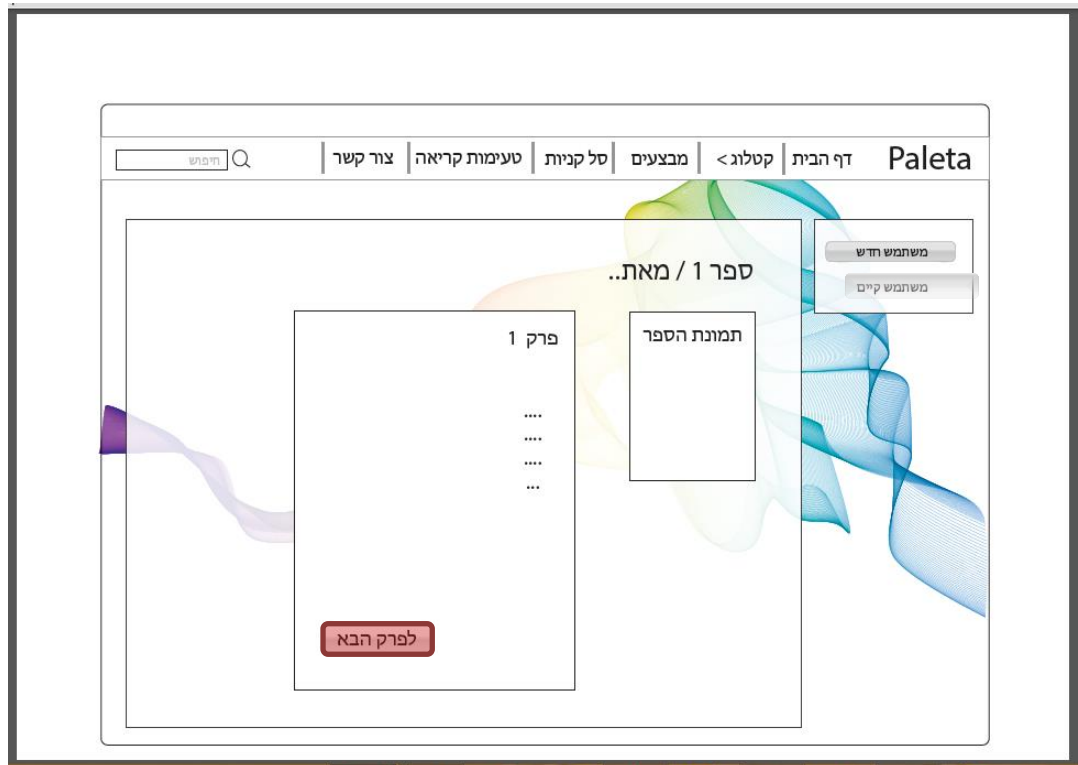 Paleta
דף הבית
קטלוג >
מבצעים
סל קניות
טעימות קריאה
צור קשר
חיפוש
משתמש חדש
משתמש קיים
ספר 1 / מאת..
תמונת הספר
פרק 1
....
....
....
...
לפרק הבא